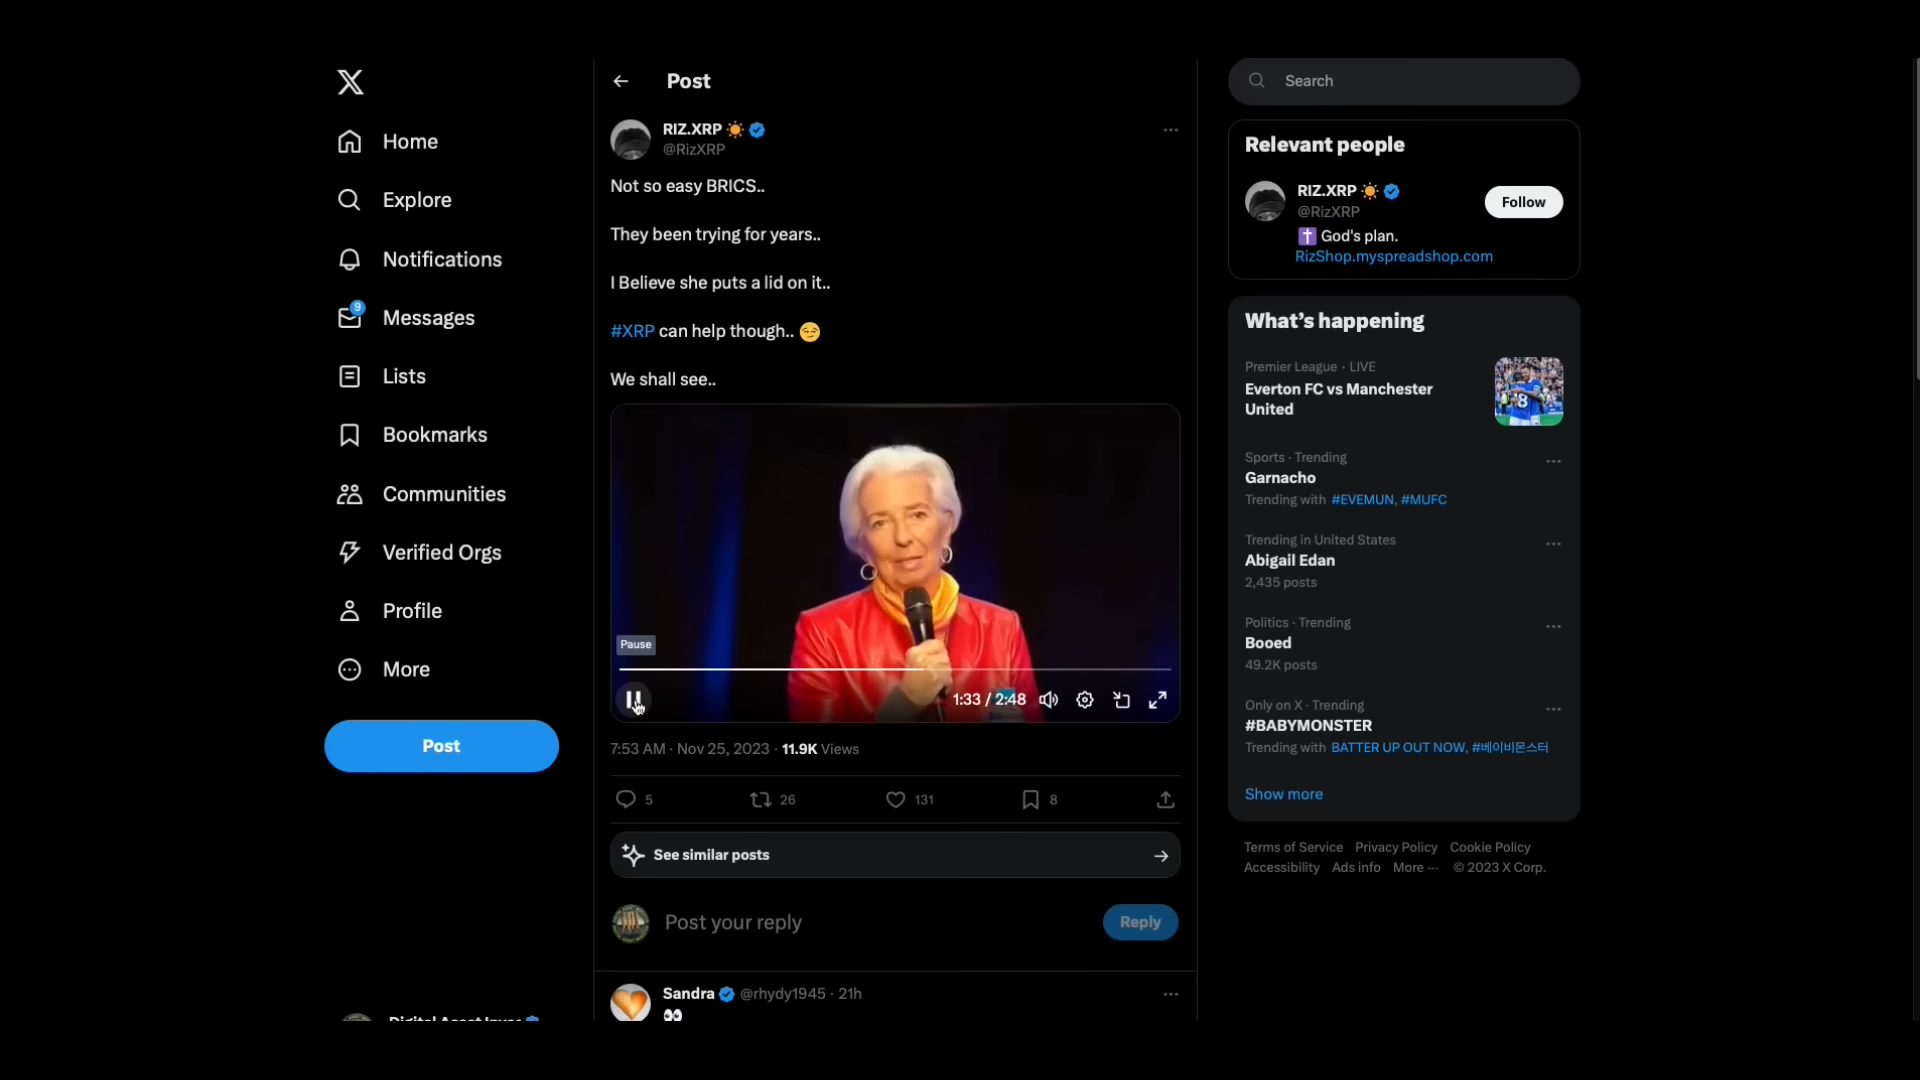 Home
Explore
Notifications
9
Messages
Lists
Bookmarks
Communities
Verified Orgs
Profile
More
Post
Post
RIZ.XRP
@RizXRP
Not so easy BRICS..
They been trying for years..
I Believe she puts a lid on it..
#XRP can help though.. 😏
We shall see..
Pause
1:33 / 2:48
7:53 AM · Nov 25, 2023 · 11.9K Views
5 26 131 8
See similar posts
Post your reply
Reply
Sandra @rhydy1945 · 21h
👀
Search
Relevant people
RIZ.XRP
@RizXRP
Follow
✝️ God's plan.
RizShop.myspreadshop.com
What's happening
Premier League · LIVE
Everton FC vs Manchester
United
18
Sports · Trending
Garnacho
Trending with #EVEMUN, #MUFC
Trending in United States
Abigail Edan
2,435 posts
Politics · Trending
Booed
49.2K posts
Only on X · Trending
#BABYMONSTER
Trending with BATTER UP OUT NOW, #베이비몬스터
Show more
Terms of Service Privacy Policy Cookie Policy
Accessibility Ads info More ··· © 2023 X Corp.